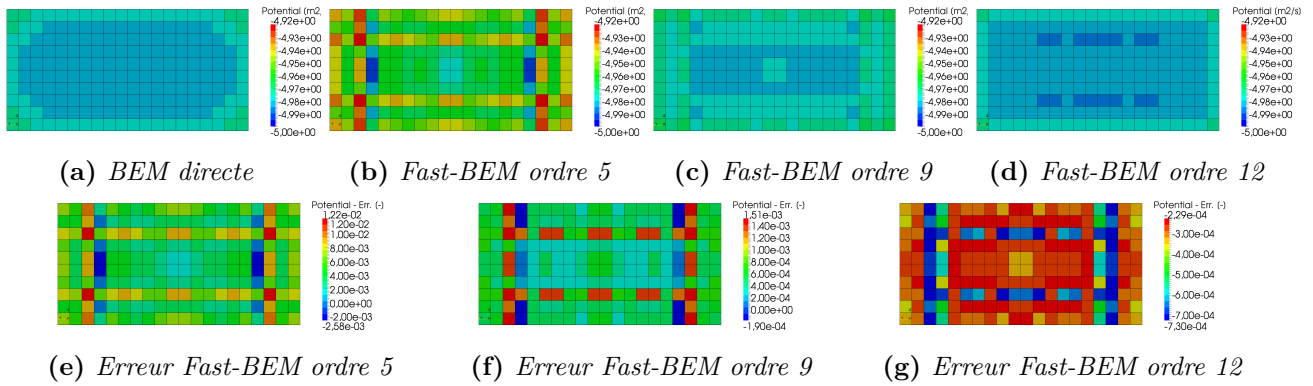 Potential (m2,
-4.92e+00
-4,93e+00
-4,94e+00
-4,95e+00
-4,96e+00
-4,97e+00
-4,98e+00
-4,99e+00
-5,00e+00
Potential (m2,
-4.92e+00
-4,93e+00
-4,94e+00
-4,95e+00
-4,96e+00
-4,97e+00
-4,98e+00
-4,99e+00
-5,00e+00
Potential (m2,
-4.92e+00
-4,93e+00
-4,94e+00
-4,95e+00
-4,96e+00
-4,97e+00
-4,98e+00
-4,99e+00
-5,00e+00
Potential (m2/s)
-4.92e+00
-4,93e+00
-4,94e+00
-4,95e+00
-4,96e+00
-4,97e+00
-4,98e+00
-4,99e+00
-5,00e+00
(a) BEM directe
(b) Fast-BEM ordre 5
(c) Fast-BEM ordre 9
(d) Fast-BEM ordre 12
Potential - Err. (-)
1.22e-02
1.00e-02
8.00e-03
6.00e-03
4.00e-03
2.00e-03
0.00e+00
-2.00e-03
-2.58e-03
Potential - Err. (-)
1.51e-03
1.40e-03
1.20e-03
1.00e-03
8.00e-04
6.00e-04
4.00e-04
2.00e-04
0.00e+00
-1,90e-04
Potential - Err. (-)
-2.29e-04
-3.00e-04
-4.00e-04
-5.00e-04
-6.00e-04
-7.00e-04
-7.30e-04
(e) Erreur Fast-BEM ordre 5
(f) Erreur Fast-BEM ordre 9
(g) Erreur Fast-BEM ordre 12